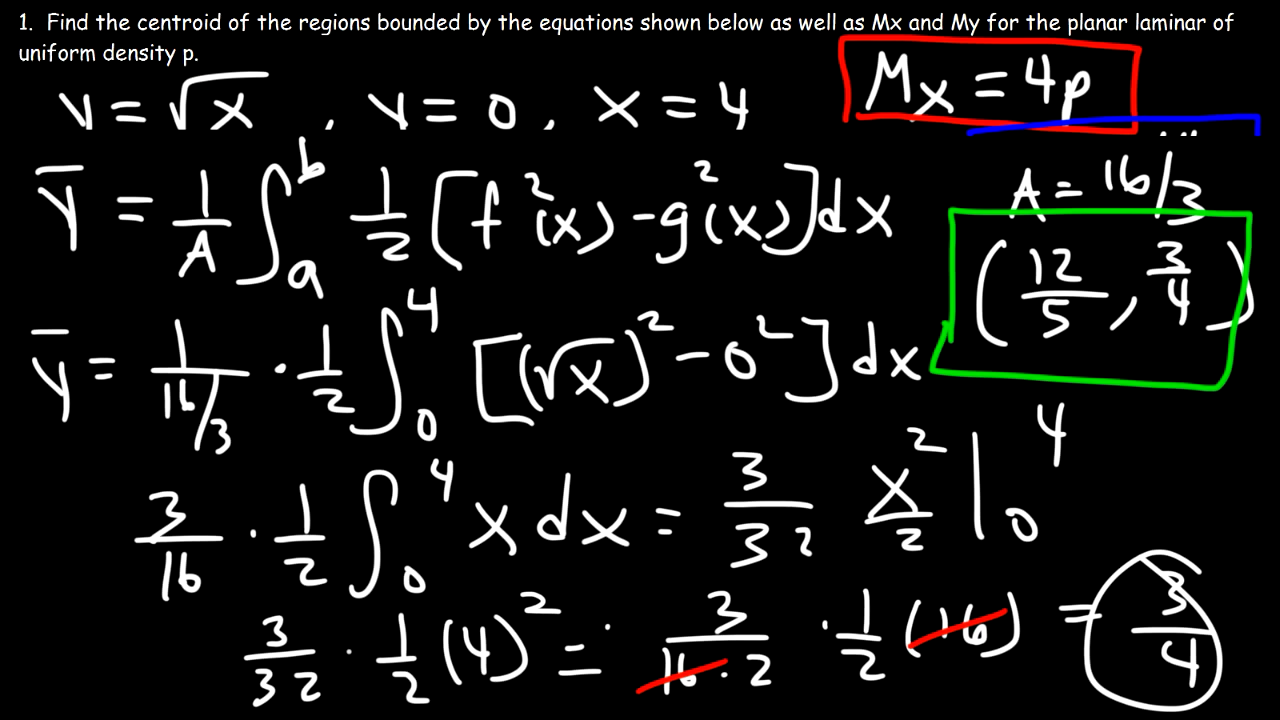 1. Find the centroid of the regions bounded by the equations shown below as well as Mx and My for the planar laminar of
uniform density p.
y = √x , y = 0, x = 4
Mx = 4p
ȳ = 1/A ∫_a^b 1/2 [f²(x) - g²(x)] dx
A = 16/3
(12/5, 3/4)
ȳ = 1/(16/3) · 1/2 ∫_0^4 [(√x)² - 0²] dx
3/16 · 1/2 ∫_0^4 x dx = 3/32 x²/2 |_0^4
3/32 · 1/2 (4)² = 3/(16 · 2) · 1/2 (16) = 3/4